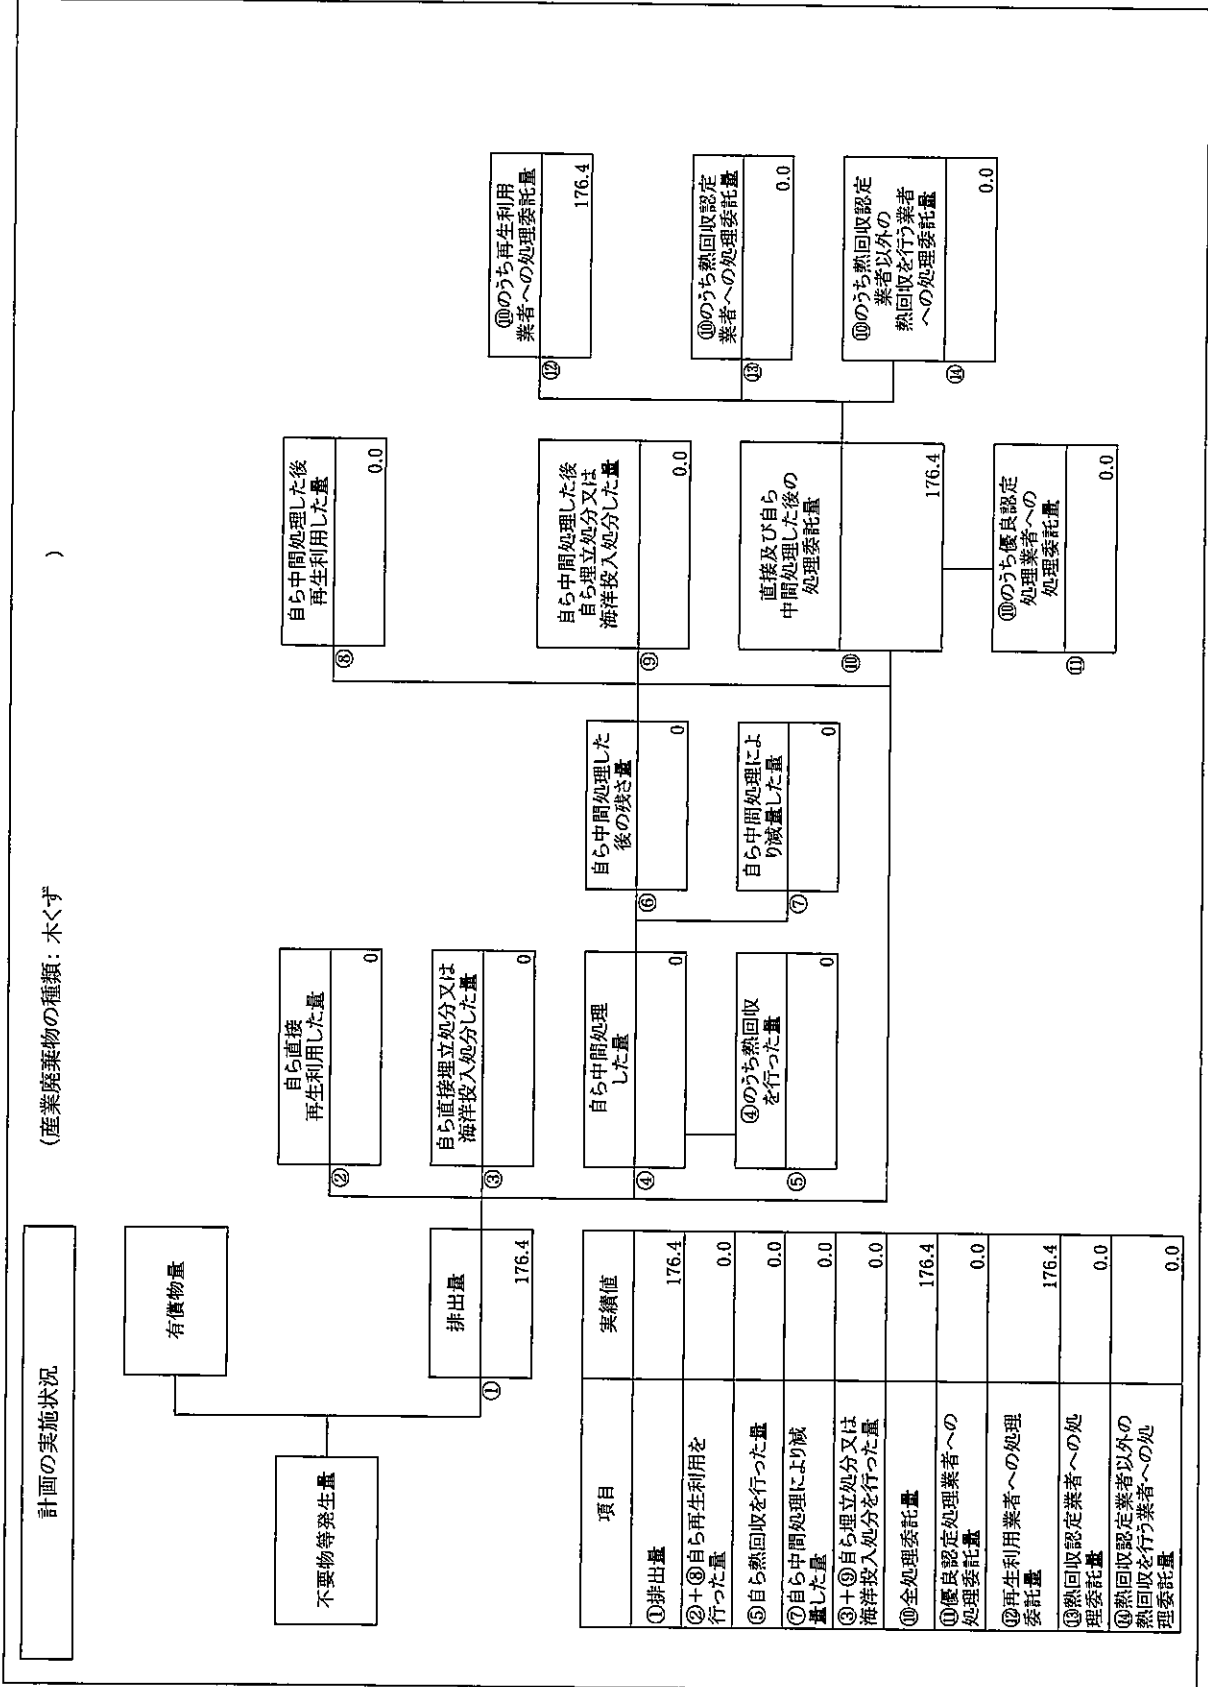 計画の実施状況
(産業廃棄物の種類：木くず
)
不要物等発生量
有償物量
①
排出量
176.4
②
自ら直接
再生利用した量
0
③
自ら直接埋立処分又は
海洋投入処分した量
0
④
自ら中間処理
した量
0
⑤
④のうち熱回収
を行った量
0
⑥
自ら中間処理した
後の残さ量
0
⑦
自ら中間処理によ
り減量した量
0
⑧
自ら中間処理した後
再生利用した量
0.0
⑨
自ら中間処理した後
自ら埋立処分又は
海洋投入処分した量
0.0
⑩
直接及び自ら
中間処理した後の
処理委託量
176.4
⑪
⑩のうち優良認定
処理業者への
処理委託量
0.0
⑫
⑩のうち再生利用
業者への処理委託量
176.4
⑬
⑩のうち熱回収認定
業者への処理委託量
0.0
⑭
⑩のうち熱回収認定
業者以外の
熱回収を行う業者
への処理委託量
0.0
項目
実績値
①排出量
176.4
②+⑧自ら再生利用を
行った量
0.0
⑤自ら熱回収を行った量
0.0
⑦自ら中間処理により減
量した量
0.0
③+⑨自ら埋立処分又は
海洋投入処分を行った量
0.0
⑩全処理委託量
176.4
⑪優良認定処理業者への
処理委託量
0.0
⑫再生利用業者への処理
委託量
176.4
⑬熱回収認定業者への処
理委託量
0.0
⑭熱回収認定業者以外の
熱回収を行う業者への処
理委託量
0.0